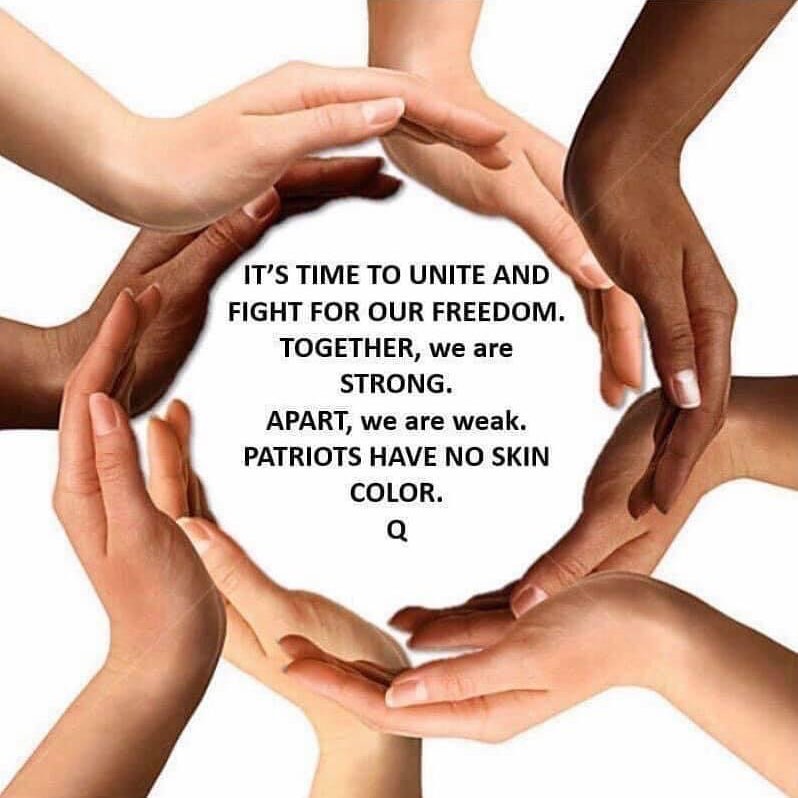 IT’S TIME TO UNITE AND
FIGHT FOR OUR FREEDOM.
TOGETHER, we are
STRONG.
APART, we are weak.
PATRIOTS HAVE NO SKIN
COLOR.
Q